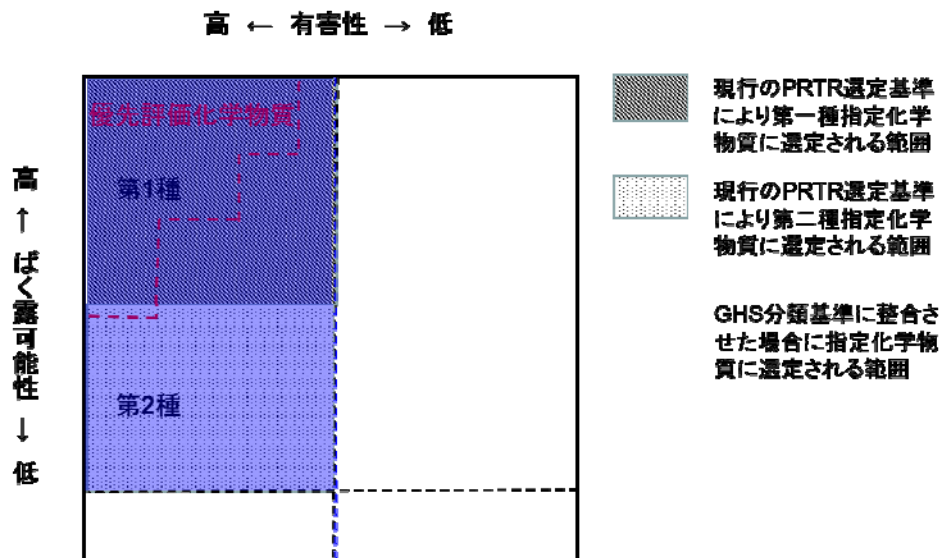 高 ← 有害性 → 低
優先評価化学物質
第1種
第2種
高 ↑ ばく露可能性 ↓ 低
現行のPRTR選定基準
により第一種指定化学
物質に選定される範囲
現行のPRTR選定基準
により第二種指定化学
物質に選定される範囲
GHS分類基準に整合さ
せた場合に指定化学物
質に選定される範囲